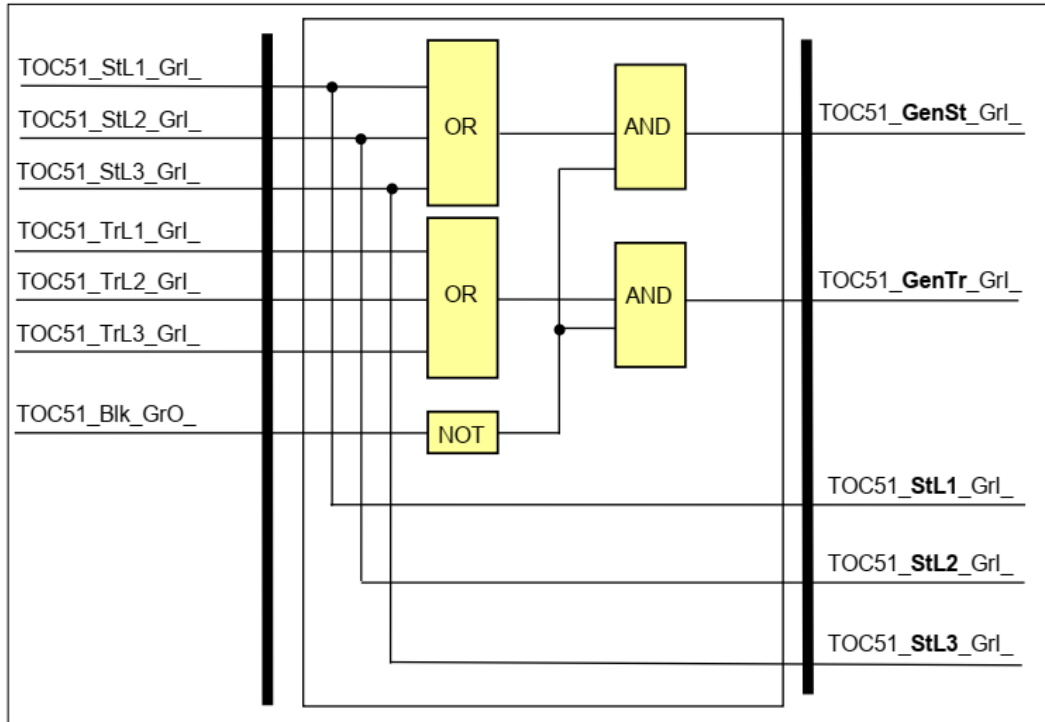 TOC51_StL1_GrI_
TOC51_StL2_GrI_
TOC51_StL3_GrI_
TOC51_TrL1_GrI_
TOC51_TrL2_GrI_
TOC51_TrL3_GrI_
TOC51_Blk_GrO_
OR
AND
OR
AND
NOT
TOC51_GenSt_GrI_
TOC51_GenTr_GrI_
TOC51_StL1_GrI_
TOC51_StL2_GrI_
TOC51_StL3_GrI_